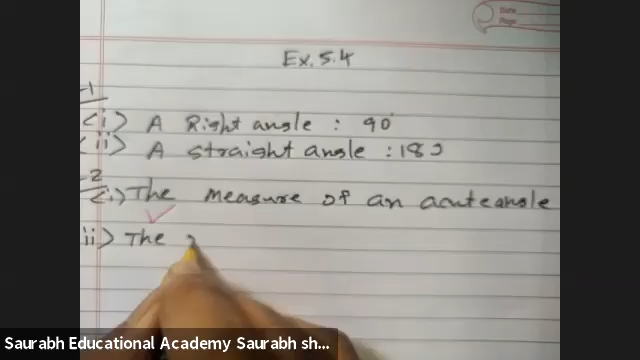 Date
Page
Ex. 5.4
-1
(i) A Right angle : 90°
(ii) A straight angle : 180
-2
(i) The measure of an acute angle
ii) The
Saurabh Educational Academy Saurabh sh...